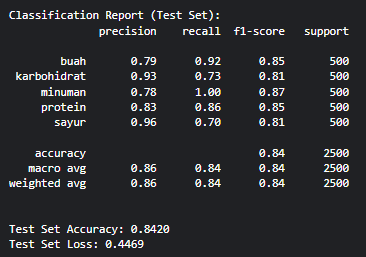 Classification Report (Test Set):
precision recall f1-score support
buah 0.79 0.92 0.85 500
karbohidrat 0.93 0.73 0.81 500
minuman 0.78 1.00 0.87 500
protein 0.83 0.86 0.85 500
sayur 0.96 0.70 0.81 500
accuracy 0.84 2500
macro avg 0.86 0.84 0.84 2500
weighted avg 0.86 0.84 0.84 2500
Test Set Accuracy: 0.8420
Test Set Loss: 0.4469